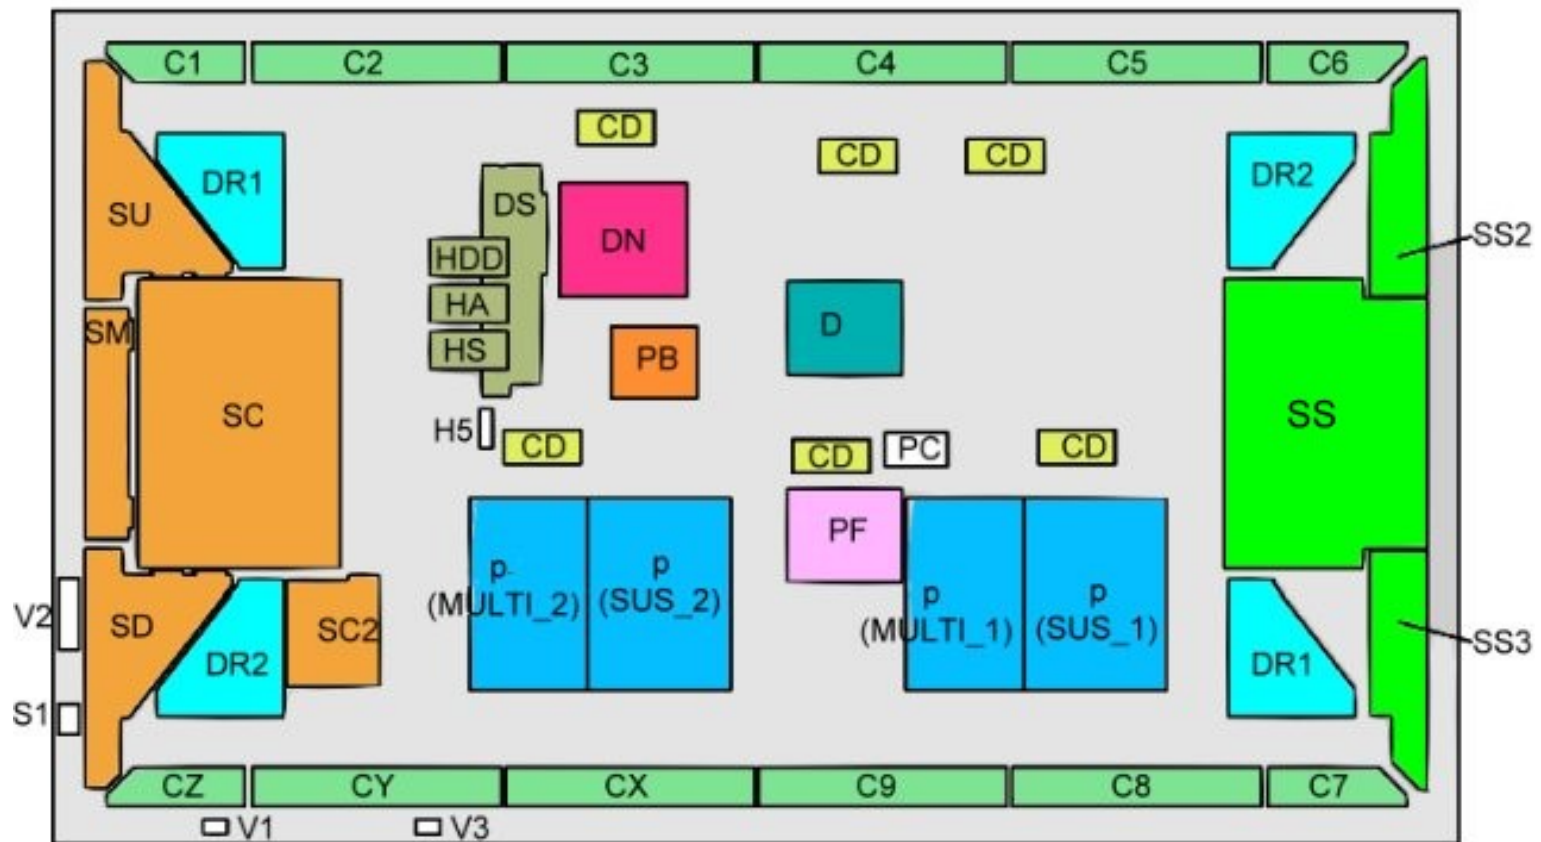 C1
C2
C3
C4
C5
C6
CD
CD
CD
DR1
DS
DR2
SU
DN
SS2
HDD
HA
SM
D
HS
PB
SC
SS
H5
CD
CD
PC
CD
PF
p
(MULTI_2)
p
(SUS_2)
p
(MULTI_1)
p
(SUS_1)
V2
SD
SC2
SS3
DR2
DR1
S1
CZ
CY
CX
C9
C8
C7
V1
V3